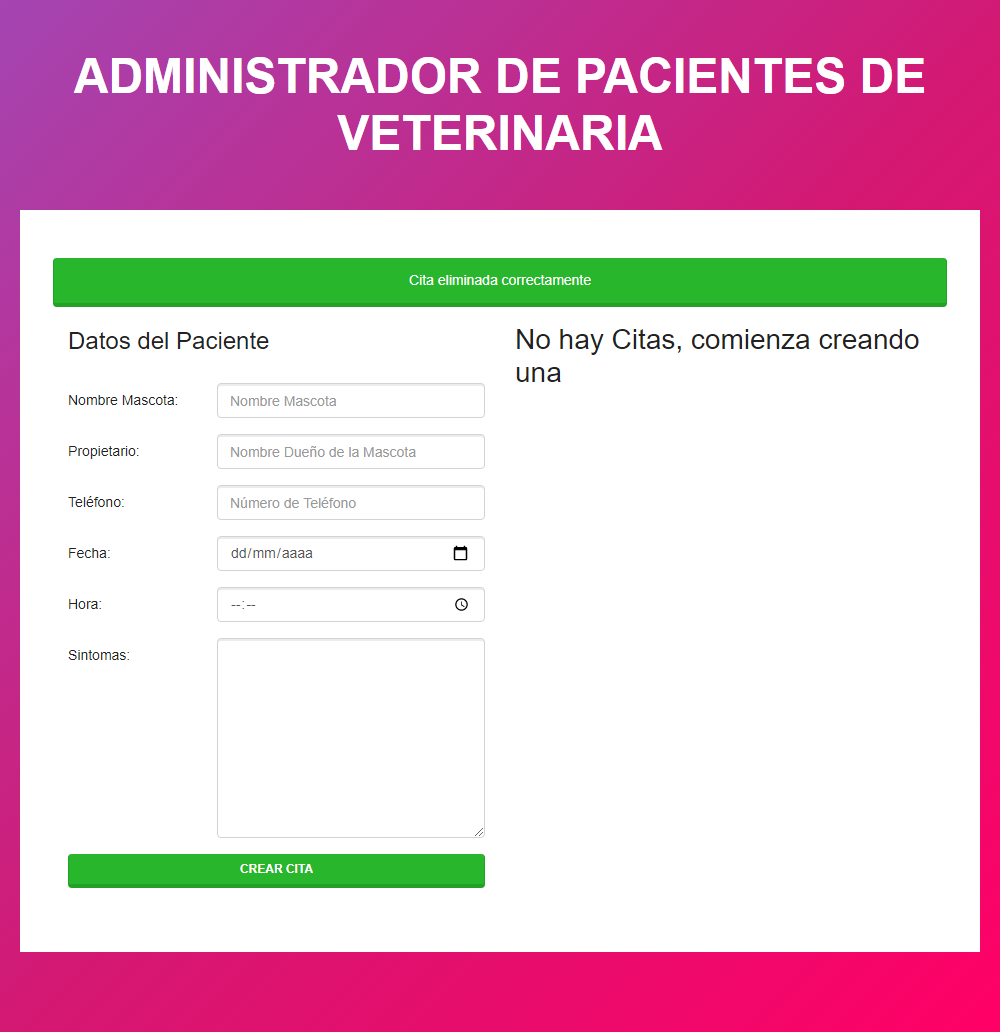 ADMINISTRADOR DE PACIENTES DE
VETERINARIA
Cita eliminada correctamente
Datos del Paciente
Nombre Mascota:
Nombre Mascota
Propietario:
Nombre Dueño de la Mascota
Teléfono:
Número de Teléfono
Fecha:
dd/mm/aaaa
Hora:
--:--
Sintomas:
CREAR CITA
No hay Citas, comienza creando
una